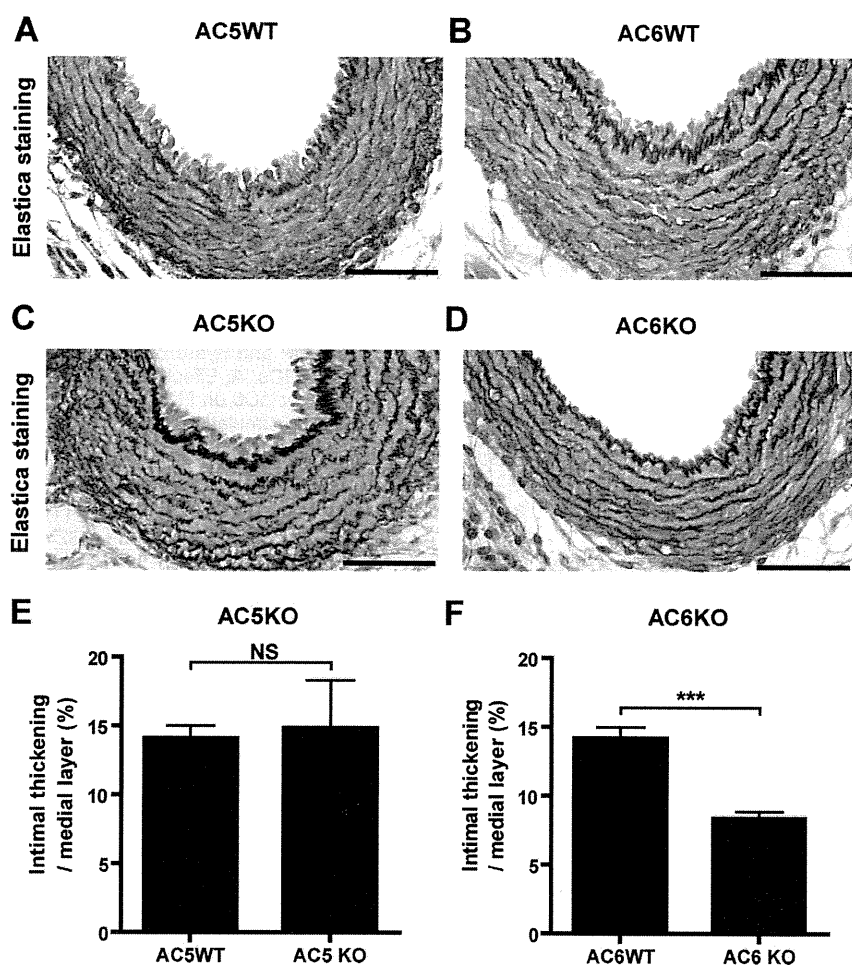 A
AC5WT
B
AC6WT
Elastica staining
C
AC5KO
D
AC6KO
Elastica staining
E
AC5KO
F
AC6KO
Intimal thickening
/ medial layer (%)
20
15
10
5
0
NS
AC5WT
AC5 KO
Intimal thickening
/ medial layer (%)
20
15
10
5
0
***
AC6WT
AC6 KO